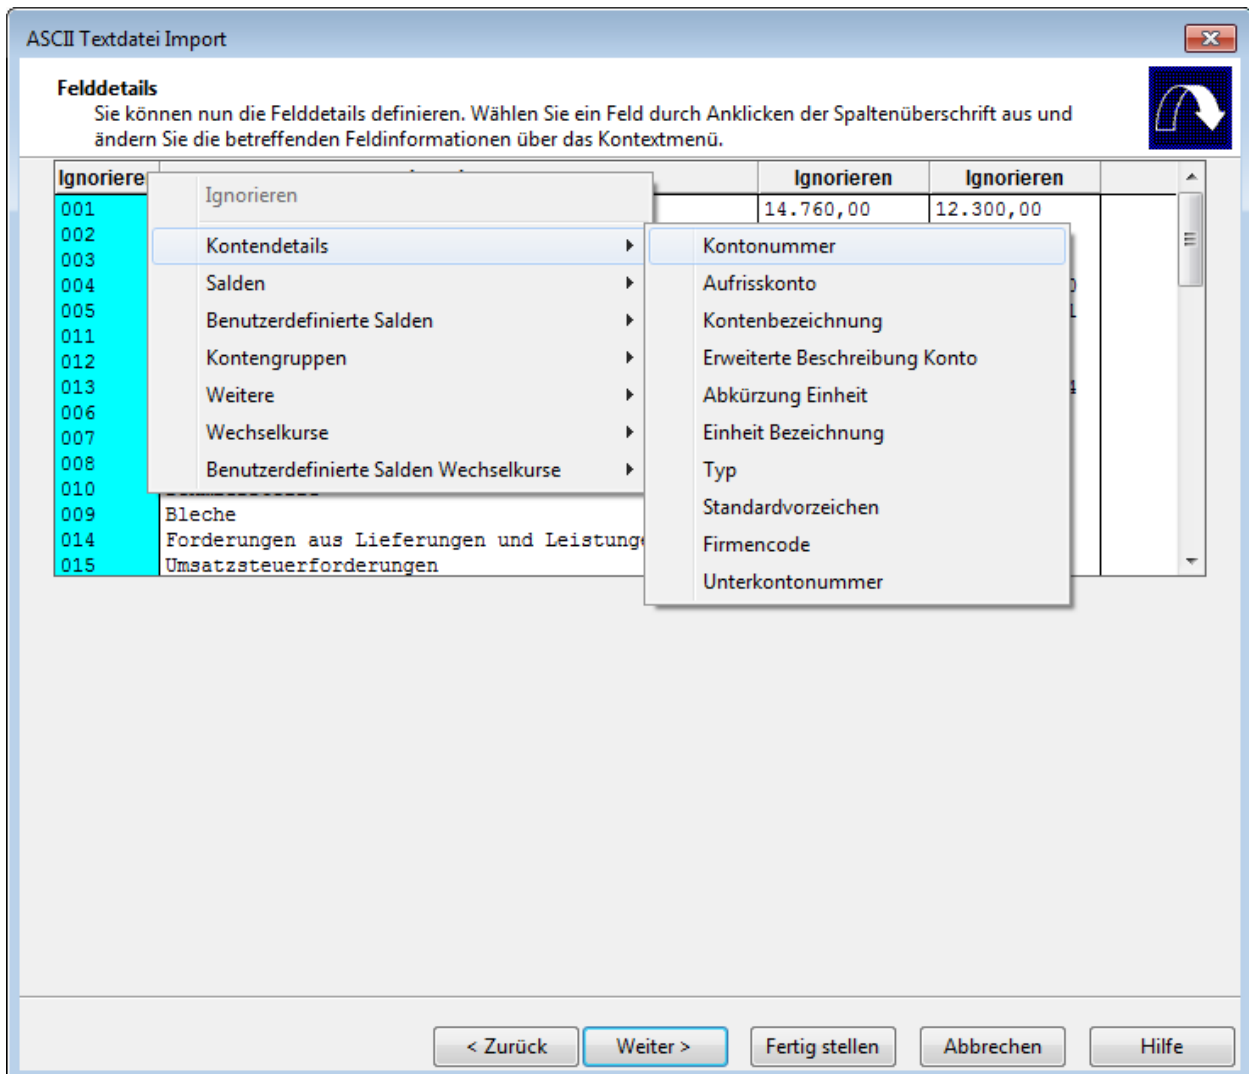 ASCII Textdatei Import
Felddetails
Sie können nun die Felddetails definieren. Wählen Sie ein Feld durch Anklicken der Spaltenüberschrift aus und
ändern Sie die betreffenden Feldinformationen über das Kontextmenü.
Ignoriere Ignorieren Ignorieren
001 14.760,00 12.300,00
002
003
004
005
011
012
013
006
007
008
010
009 Bleche
014 Forderungen aus Lieferungen und Leistunge
015 Umsatzsteuerforderungen
Ignorieren
Kontendetails
Salden
Benutzerdefinierte Salden
Kontengruppen
Weitere
Wechselkurse
Benutzerdefinierte Salden Wechselkurse
Kontonummer
Aufrisskonto
Kontenbezeichnung
Erweiterte Beschreibung Konto
Abkürzung Einheit
Einheit Bezeichnung
Typ
Standardvorzeichen
Firmencode
Unterkontonummer
< Zurück Weiter > Fertig stellen Abbrechen Hilfe